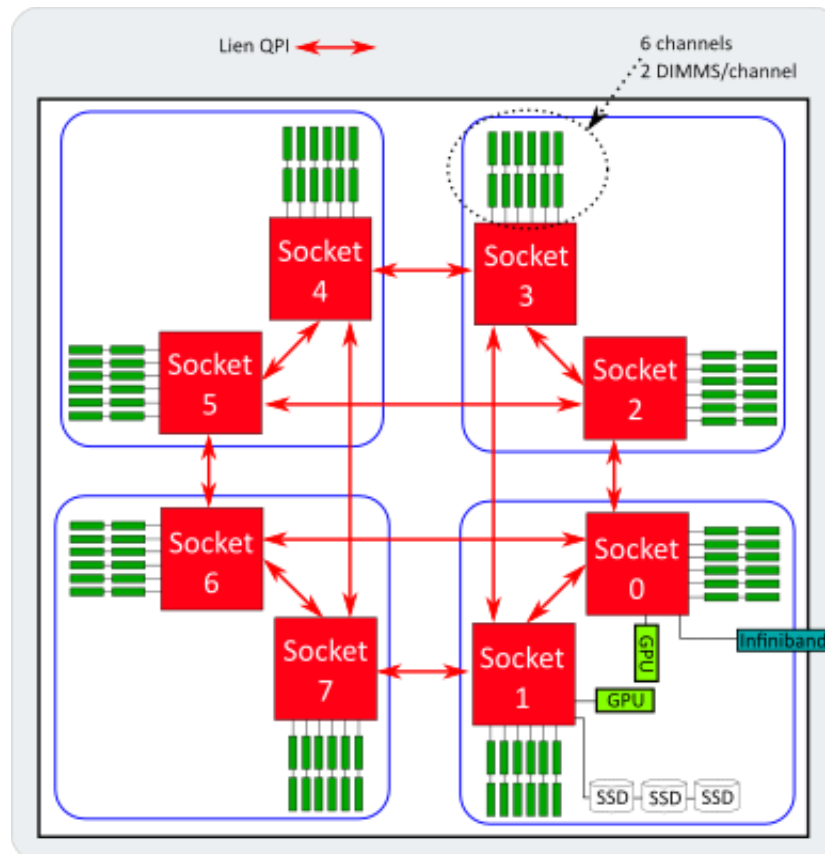 Lien QPI
6 channels
2 DIMMS/channel
Socket
4
Socket
3
Socket
5
Socket
2
Socket
6
Socket
0
Socket
7
Socket
1
GPU
Infiniband
GPU
SSD
SSD
SSD